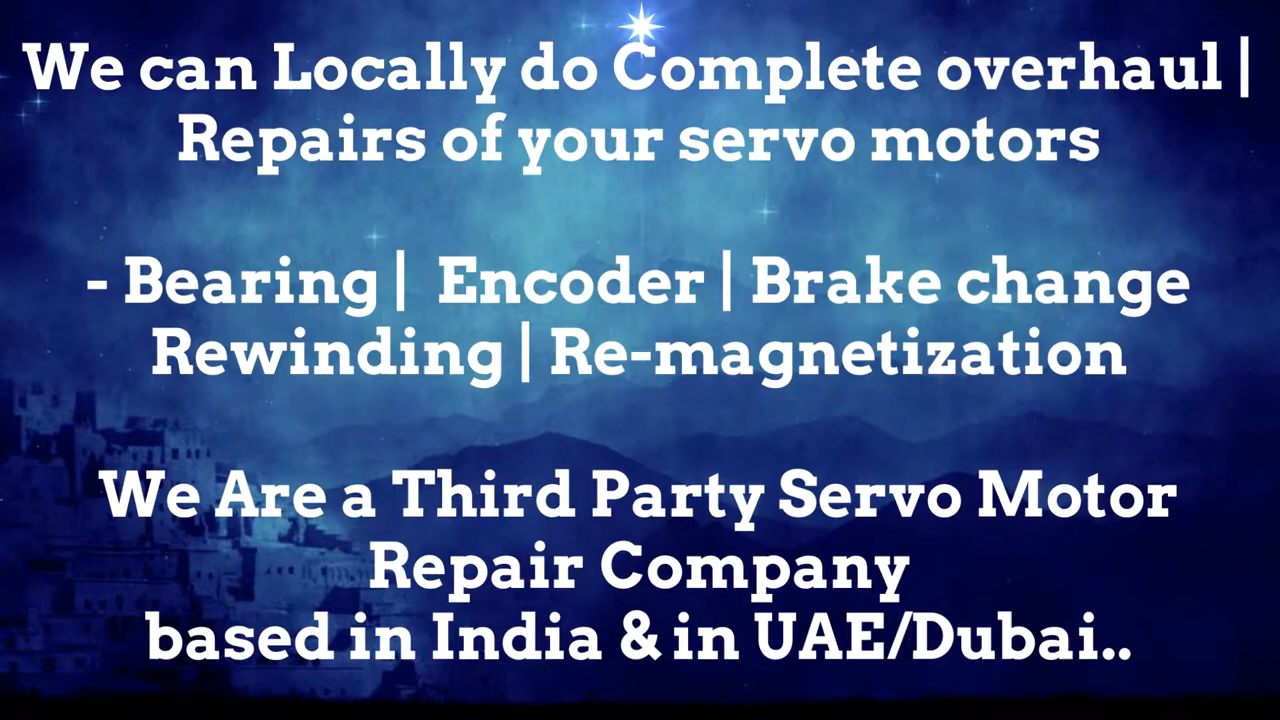 We can Locally do Complete overhaul |
Repairs of your servo motors
- Bearing | Encoder | Brake change
Rewinding | Re-magnetization
We Are a Third Party Servo Motor
Repair Company
based in India & in UAE/Dubai..